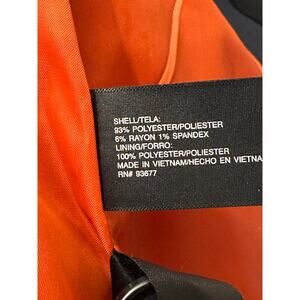 SHELL/TELA:
93% POLYESTER/POLIESTER
6% RAYON 1% SPANDEX
LINING/FORRO:
100% POLYESTER/POLIESTER
MADE IN VIETNAM/HECHO EN VIETNA
RN# 93677